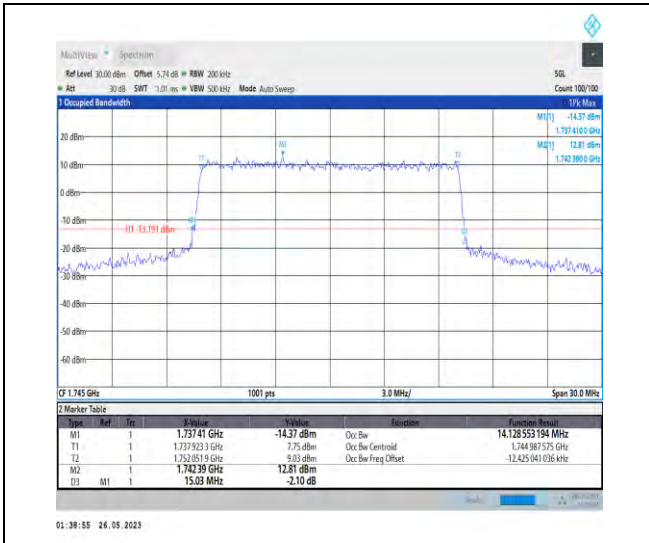 MultiView Spectrum
Ref Level 30.00 dBm Offset 5.74 dB RBW 200 kHz SGL
Att 30 dB SWT 1.01 ms VBW 500 kHz Mode Auto Sweep Count 100/100
1 Occupied Bandwidth 1Pk Max
M1[1] -14.37 dBm
1.737 4100 GHz
M2[1] 12.81 dBm
1.742 3900 GHz
20 dBm
M2
T1 T2
10 dBm
0 dBm
-10 dBm
H1 -13.191 dBm
-20 dBm
-30 dBm
-40 dBm
-50 dBm
-60 dBm
CF 1.745 GHz 1001 pts 3.0 MHz/ Span 30.0 MHz
2 Marker Table
Type Ref Trc X-Value Y-Value Function Function Result
M1 1 1.737 41 GHz -14.37 dBm Occ Bw 14.128 553 194 MHz
T1 1 1.737 923 3 GHz 7.75 dBm Occ Bw Centroid 1.744 987 575 GHz
T2 1 1.752 051 9 GHz 9.03 dBm Occ Bw Freq Offset -12.425 041 036 kHz
M2 1 1.742 39 GHz 12.81 dBm
D3 M1 1 15.03 MHz -2.10 dB
01:38:55 26.05.2023